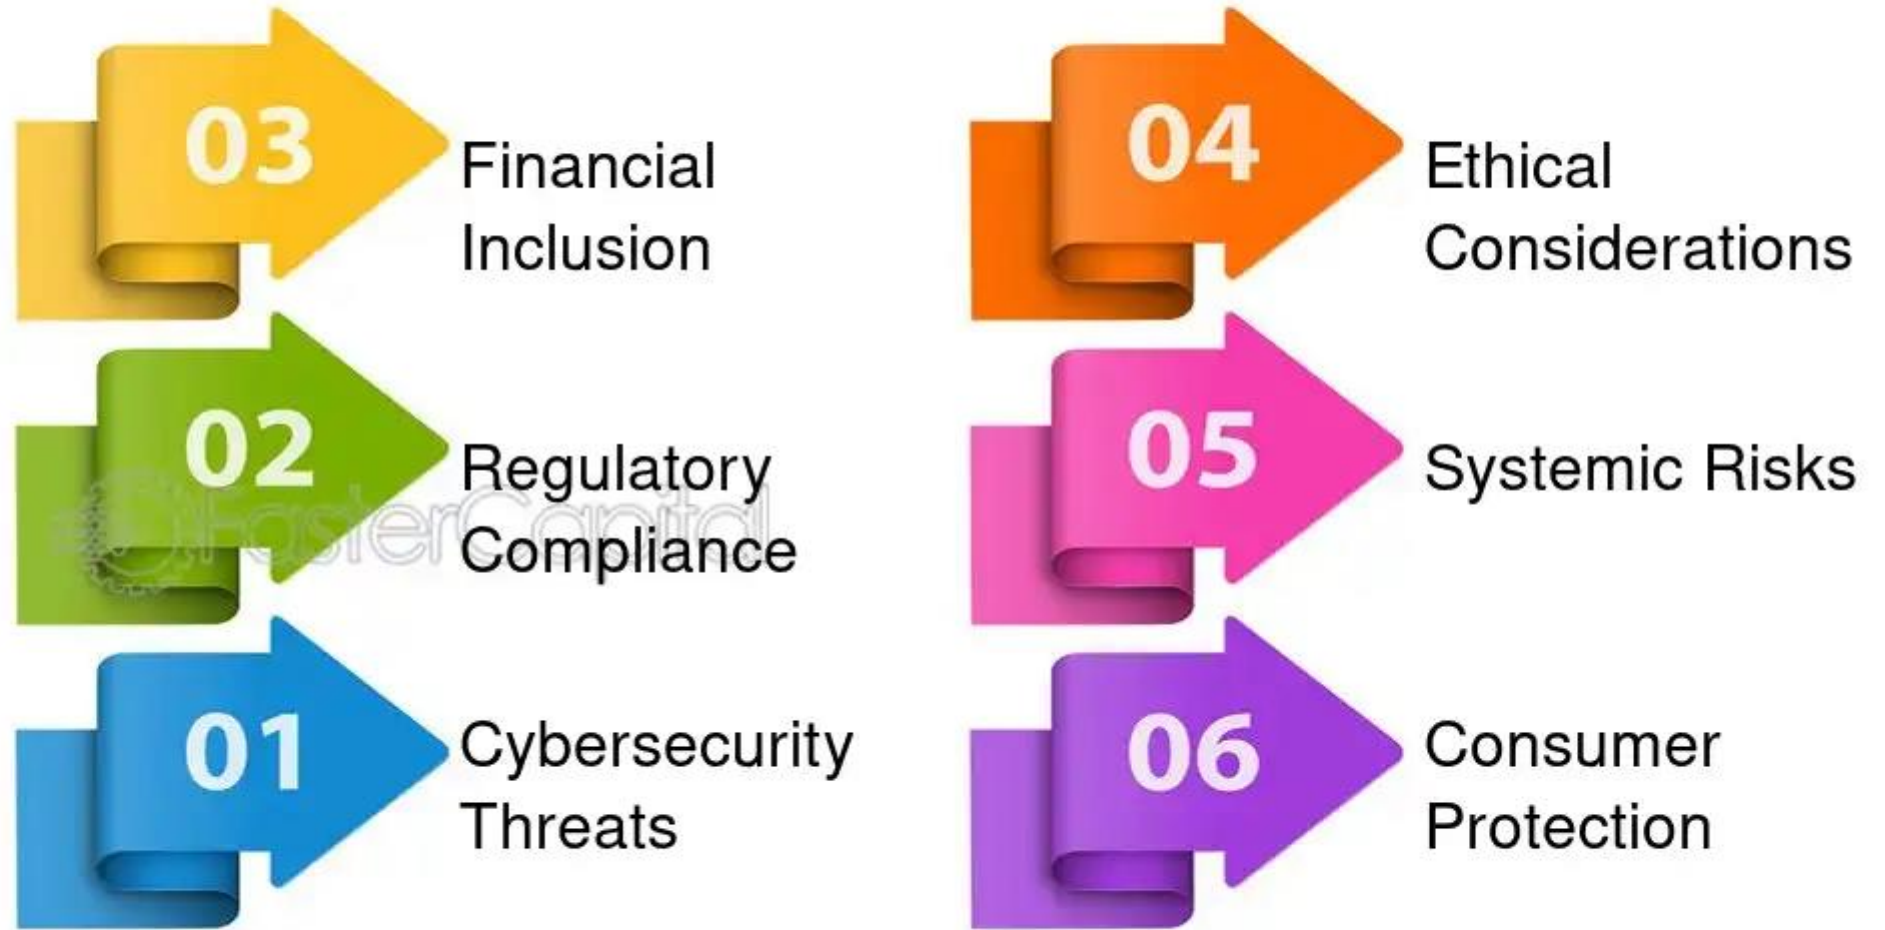 03
Financial
Inclusion
04
Ethical
Considerations
02
Regulatory
Compliance
FasterCapital
05
Systemic Risks
01
Cybersecurity
Threats
06
Consumer
Protection